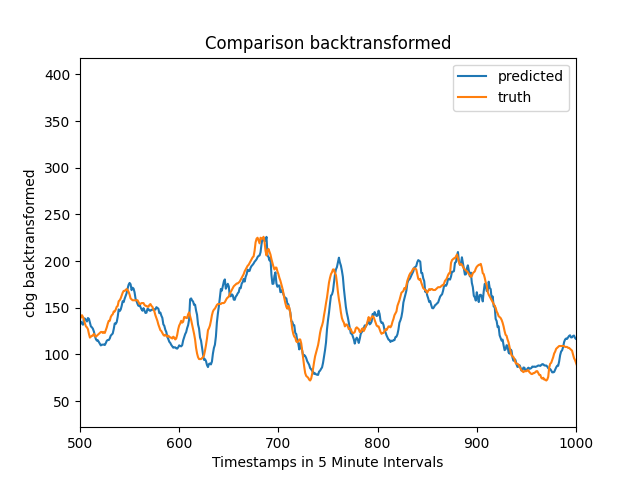 Comparison backtransformed
predicted
truth
cbg backtransformed
400
350
300
250
200
150
100
50
500
600
700
800
900
1000
Timestamps in 5 Minute Intervals